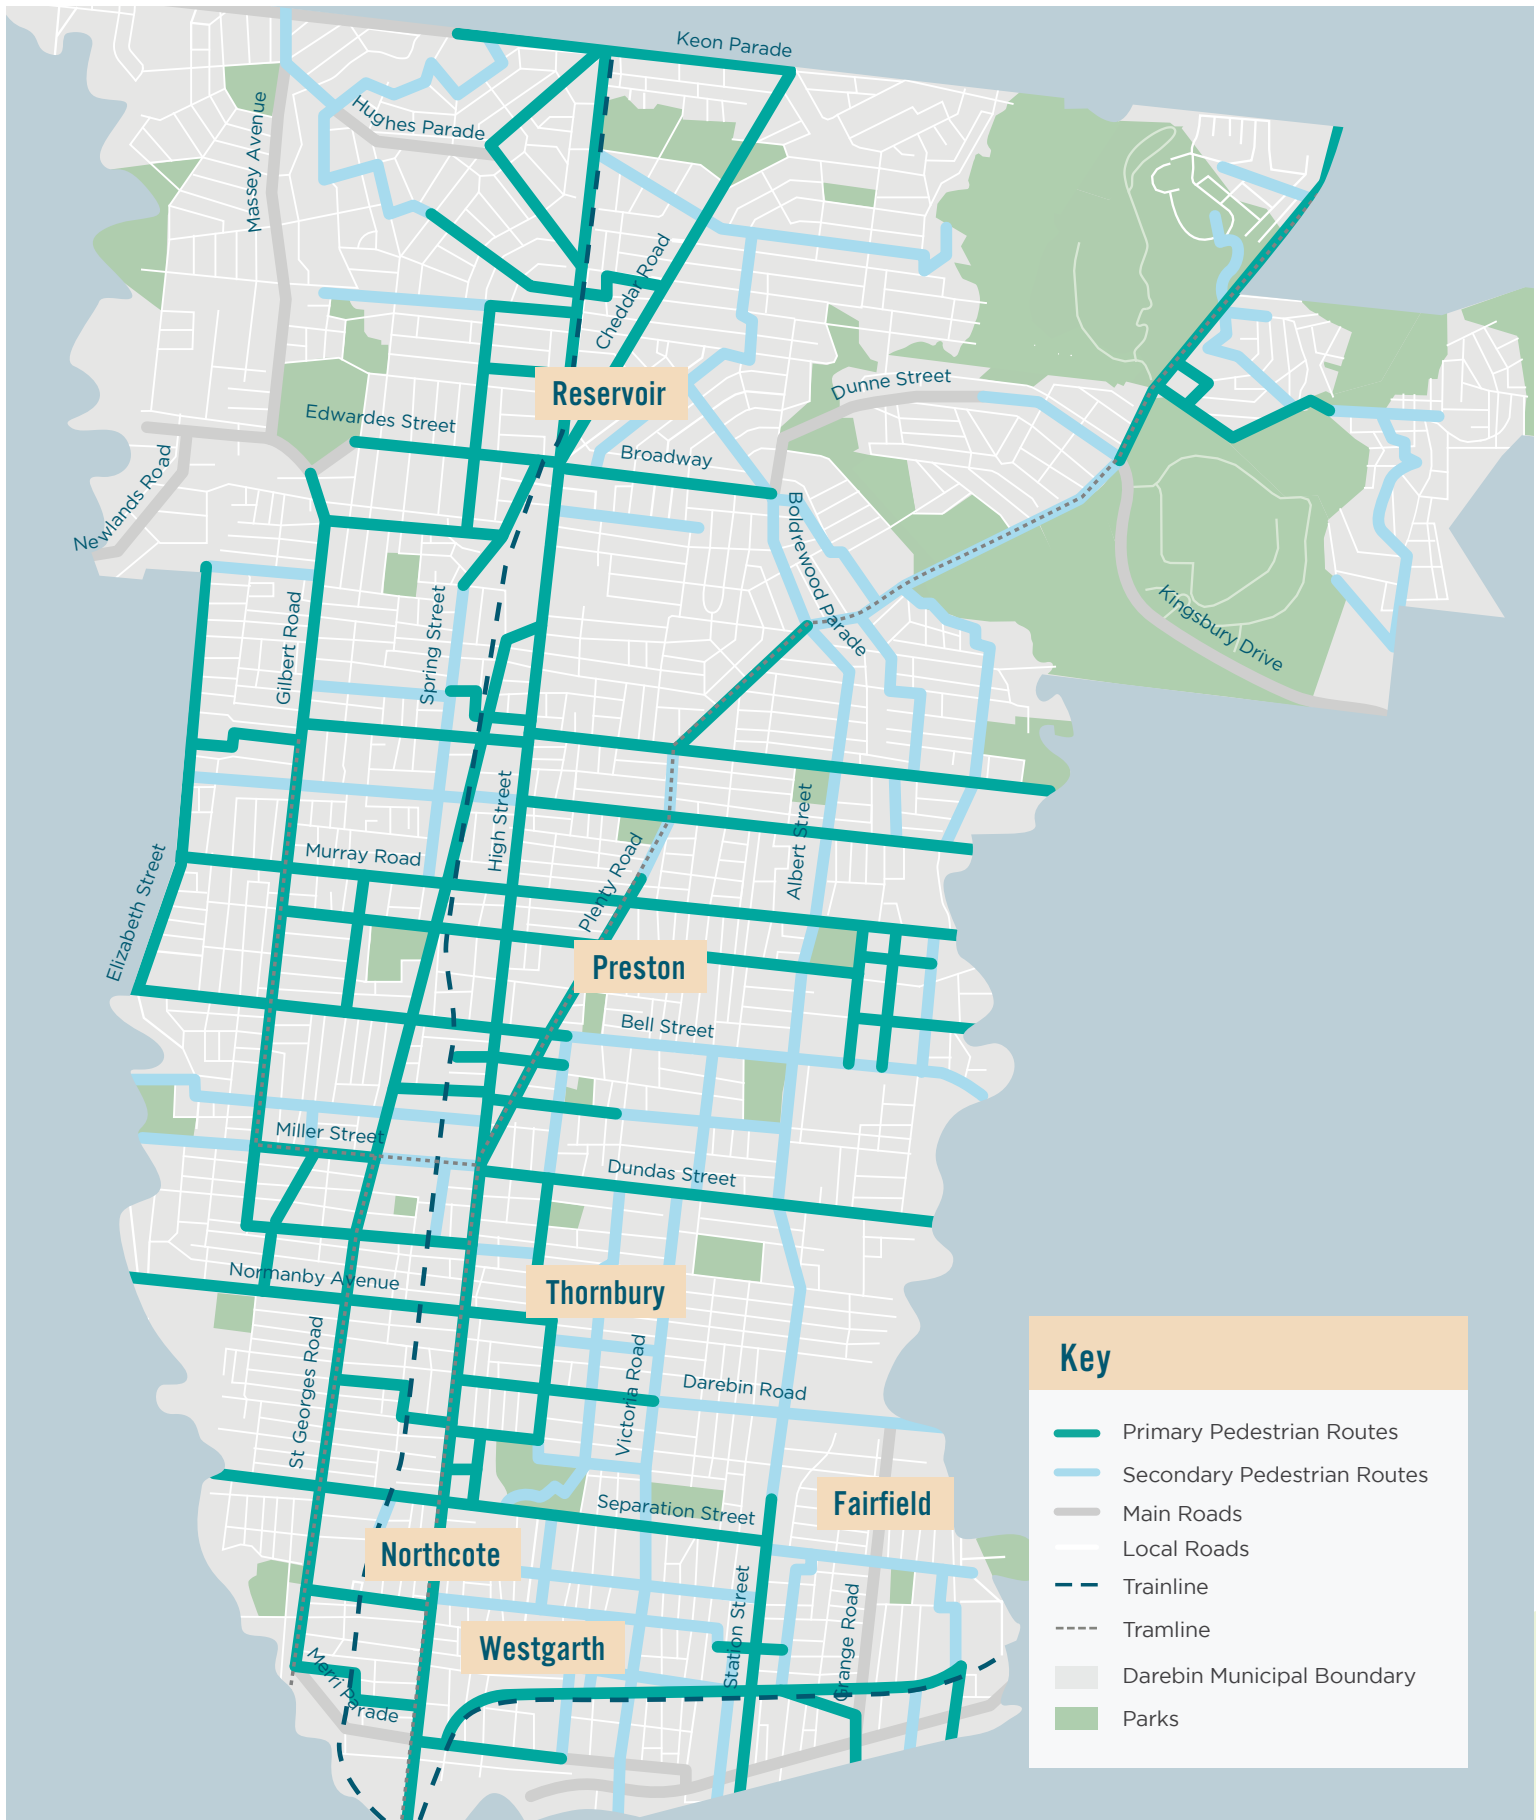 Keon Parade
Hughes Parade
Massey Avenue
Cheddar Road
Reservoir
Dunne Street
Edwardes Street
Broadway
Newlands Road
Boldrewood Parade
Kingsbury Drive
Gilbert Road
Spring Street
High Street
Albert Street
Murray Road
Plenty Road
Elizabeth Street
Preston
Bell Street
Miller Street
Dundas Street
Normanby Avenue
Thornbury
St Georges Road
Victoria Road
Darebin Road
Separation Street
Fairfield
Northcote
Station Street
Grange Road
Westgarth
Merri Parade
Key
Primary Pedestrian Routes
Secondary Pedestrian Routes
Main Roads
Local Roads
Trainline
Tramline
Darebin Municipal Boundary
Parks